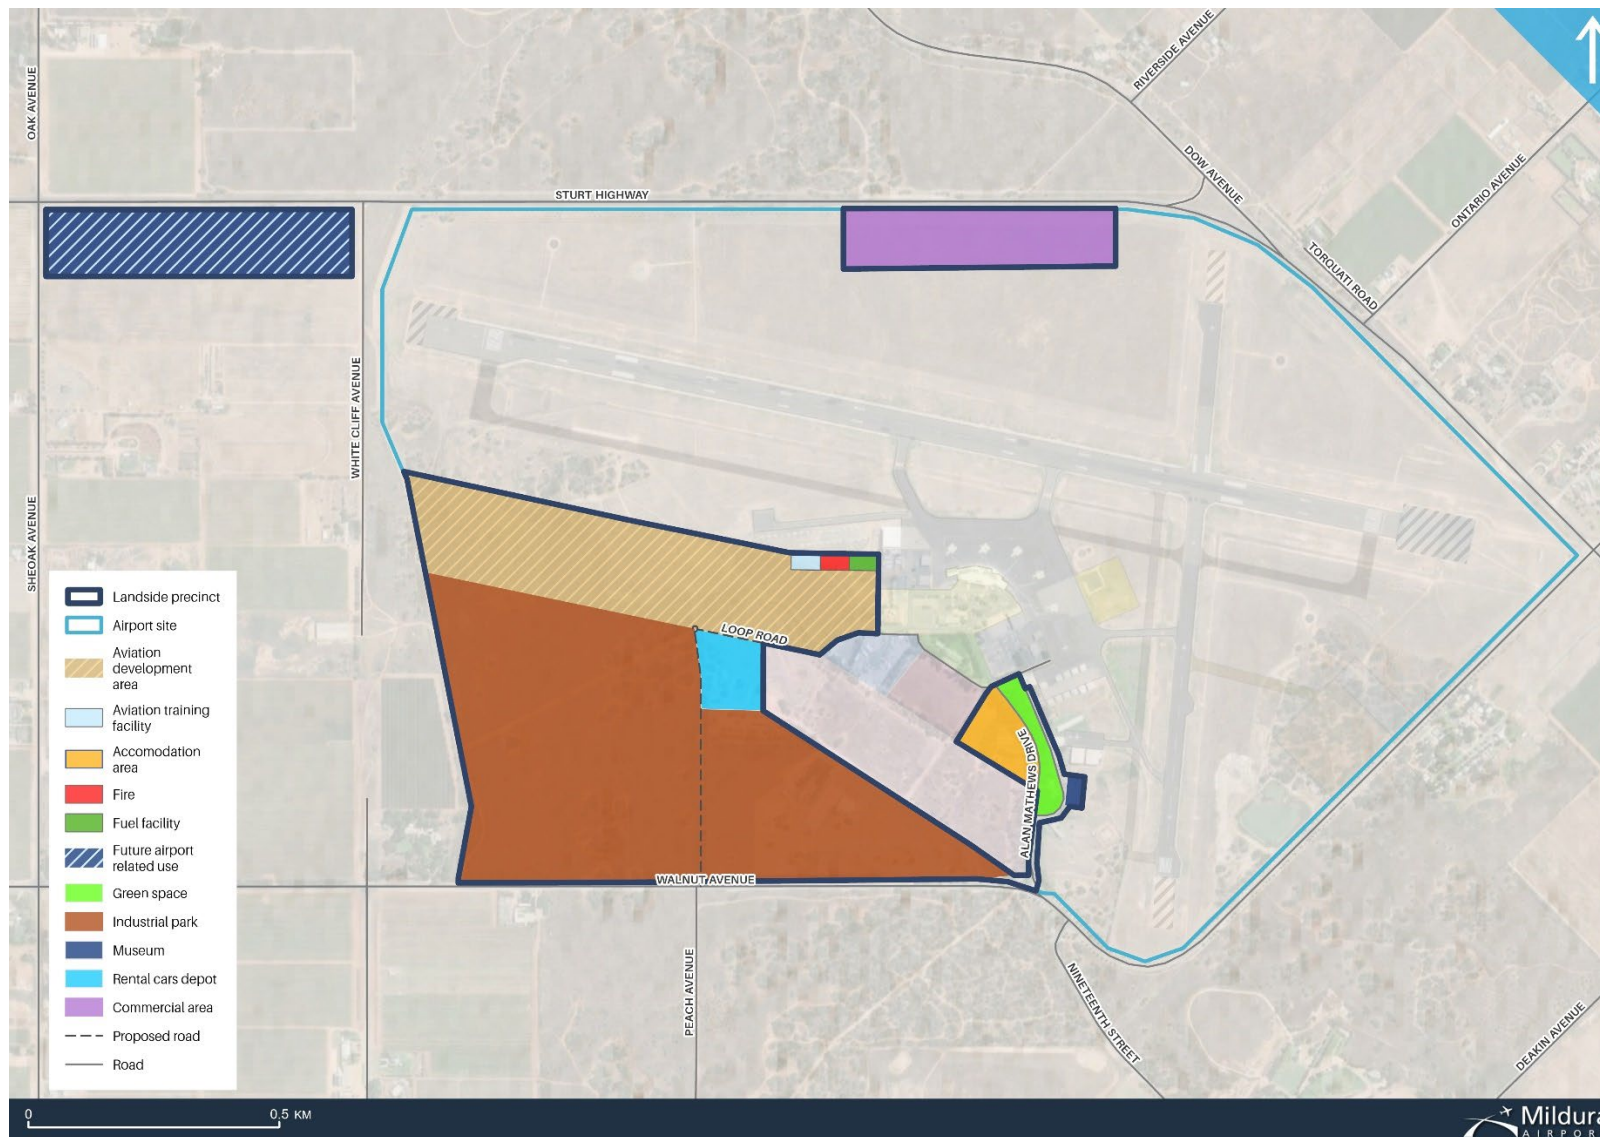 RIVERSIDE AVENUE
OAK AVENUE
DOW AVENUE
ONTARIO AVENUE
STURT HIGHWAY
TORQUATI ROAD
WHITE CLIFF AVENUE
SHEOAK AVENUE
LOOP ROAD
ALAN MATHEWS DRIVE
WALNUT AVENUE
PEACH AVENUE
NINETEENTH STREET
DEAKIN AVENUE
Landside precinct
Airport site
Aviation
development
area
Aviation training
facility
Accomodation
area
Fire
Fuel facility
Future airport
related use
Green space
Industrial park
Museum
Rental cars depot
Commercial area
Proposed road
Road
0
0.5 KM
Mildura
AIRPOR